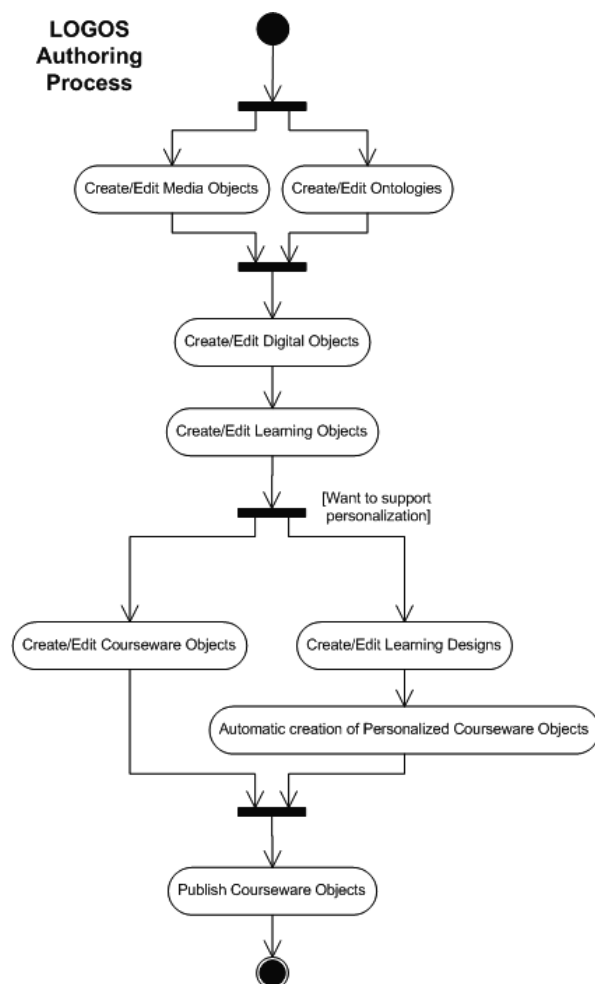 LOGOS
Authoring
Process
Create/Edit Media Objects
Create/Edit Ontologies
Create/Edit Digital Objects
Create/Edit Learning Objects
[Want to support
personalization]
Create/Edit Courseware Objects
Create/Edit Learning Designs
Automatic creation of Personalized Courseware Objects
Publish Courseware Objects